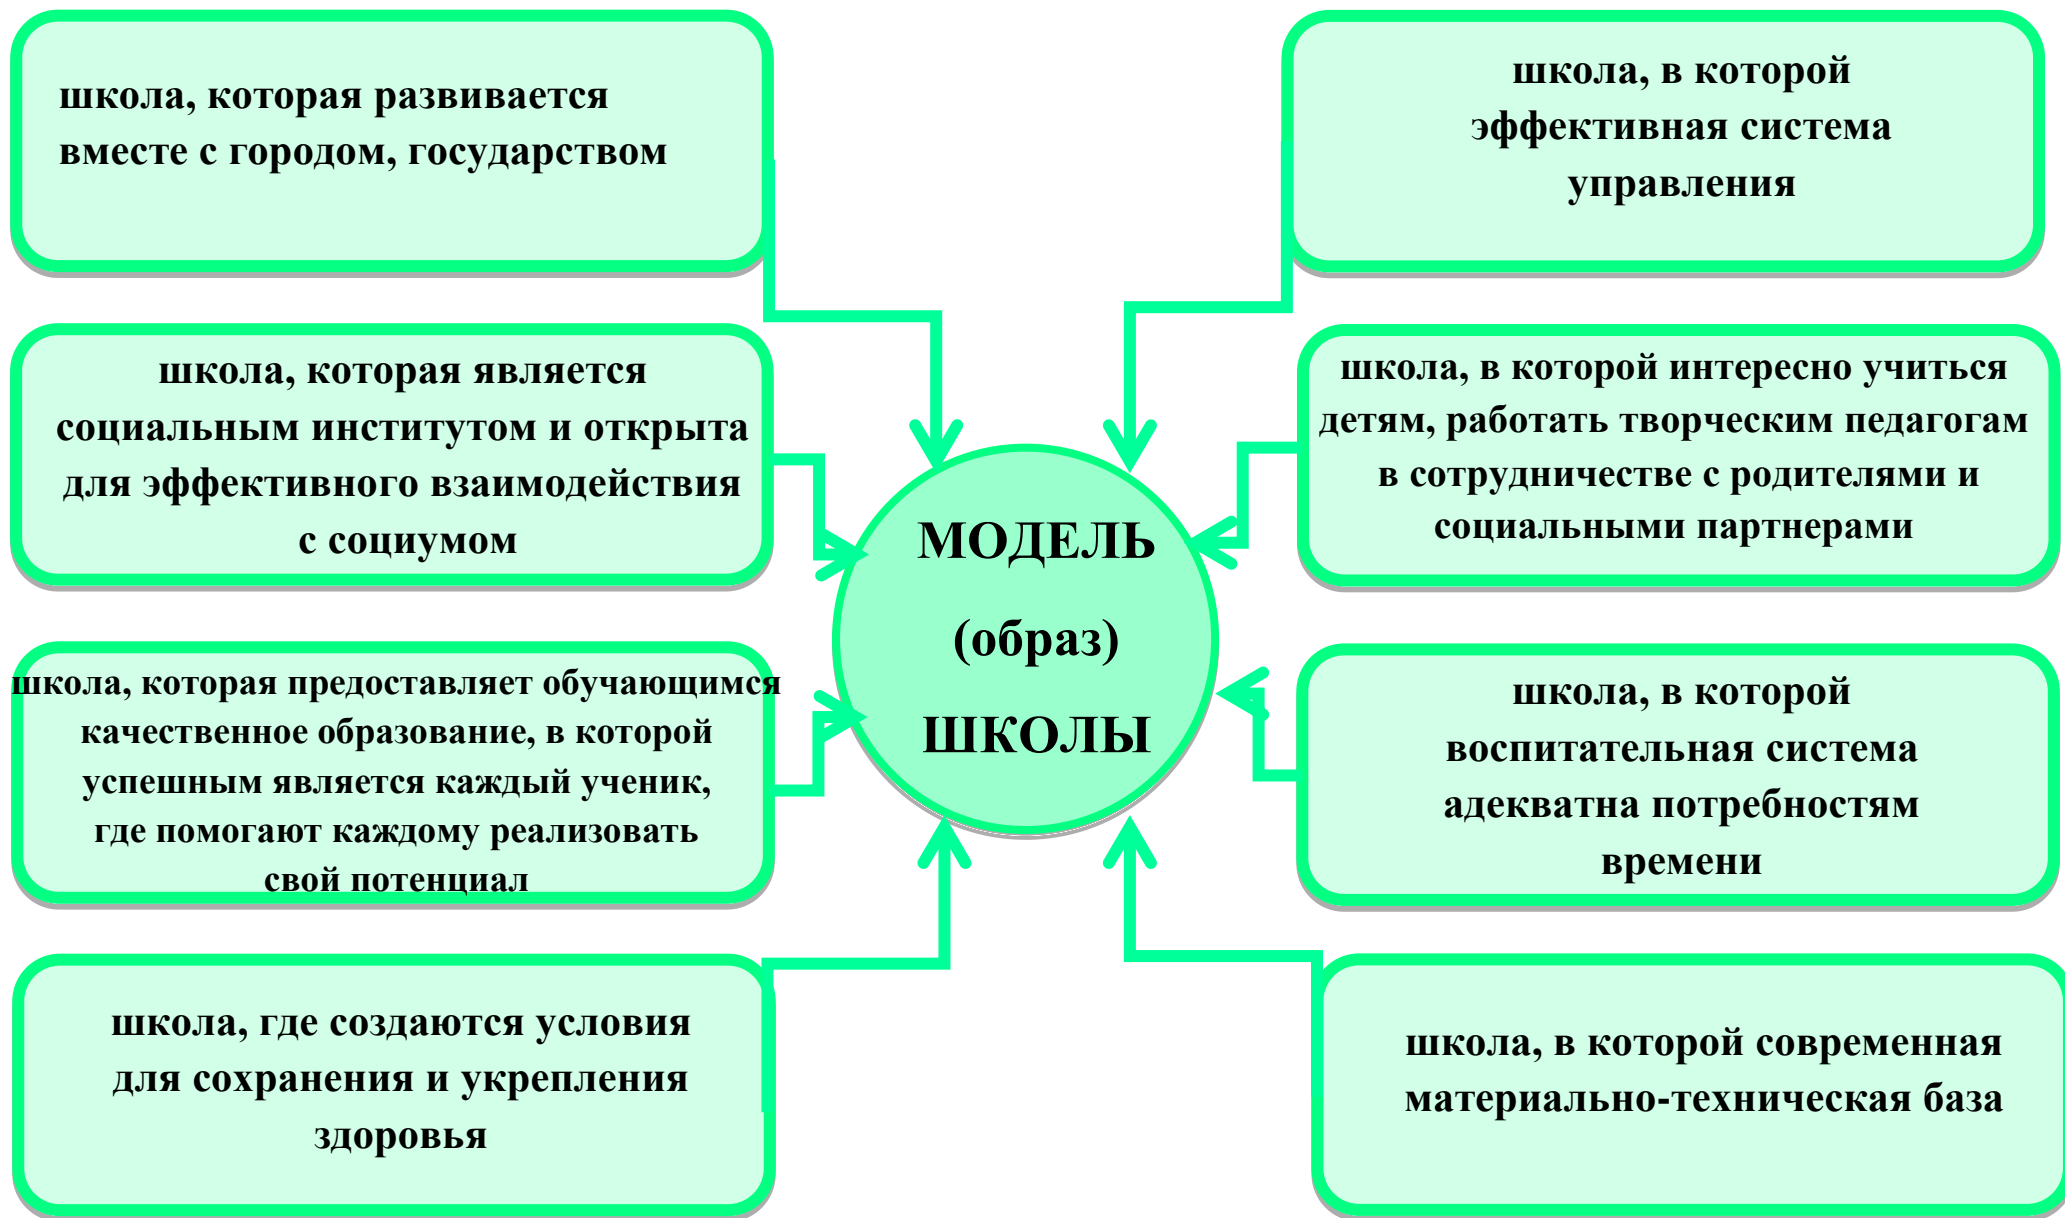 школа, которая развивается
вместе с городом, государством
школа, которая является
социальным институтом и открыта
для эффективного взаимодействия
с социумом
школа, которая предоставляет обучающимся
качественное образование, в которой
успешным является каждый ученик,
где помогают каждому реализовать
свой потенциал
школа, где создаются условия
для сохранения и укрепления
здоровья
МОДЕЛЬ
(образ)
ШКОЛЫ
школа, в которой
эффективная система
управления
школа, в которой интересно учиться
детям, работать творческим педагогам
в сотрудничестве с родителями и
социальными партнерами
школа, в которой
воспитательная система
адекватна потребностям
времени
школа, в которой современная
материально-техническая база